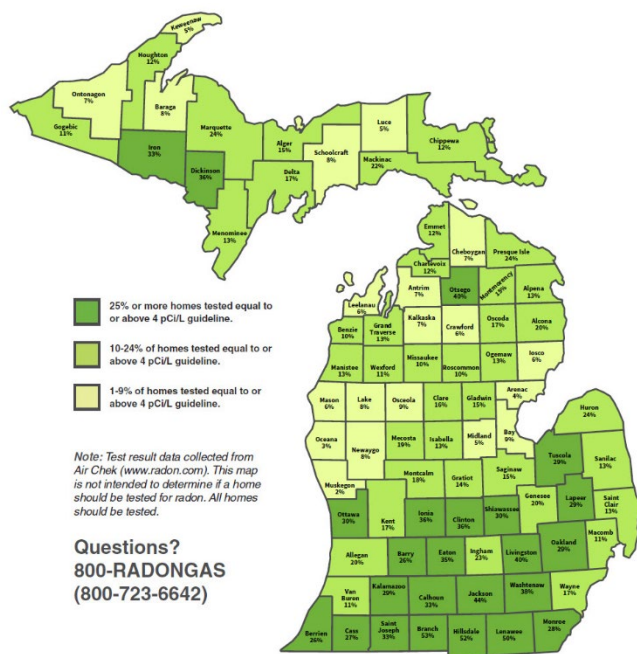 Keweenaw
5%
Houghton
12%
Ontonagon
7%
Baraga
8%
Gogebic
11%
Marquette
24%
Luce
5%
Iron
33%
Alger
15%
Chippewa
12%
Schoolcraft
8%
Mackinac
22%
Dickinson
36%
Delta
17%
Menominee
13%
Emmet
12%
Cheboygan
7%
Presque Isle
24%
Charlevoix
12%
Antrim
7%
Otsego
Montmorency
19%
Alpena
13%
Leelanau
6%
Benzie
10%
Grand
Traverse
13%
Kalkaska
7%
Crawford
6%
Oscoda
17%
Alcona
20%
Manistee
13%
Wexford
11%
Missaukee
10%
Roscommon
10%
Ogemaw
13%
Iosco
6%
Arenac
4%
Mason
6%
Lake
8%
Osceola
9%
Clare
16%
Gladwin
15%
Huron
24%
Bay
9%
Oceana
3%
Newaygo
8%
Mecosta
19%
Isabella
13%
Midland
5%
Tuscola
29%
Sanilac
13%
Muskegon
2%
Montcalm
18%
Gratiot
14%
Saginaw
15%
Genesee
20%
Lapeer
29%
Saint
Clair
13%
Ottawa
30%
Kent
17%
Ionia
36%
Clinton
36%
Shiawassee
30%
Macomb
11%
Oakland
29%
Allegan
20%
Barry
26%
Eaton
35%
Ingham
23%
Livingston
40%
Van
Buren
11%
Kalamazoo
29%
Calhoun
Jackson
44%
Washtenaw
38%
Wayne
17%
Berrien
26%
Cass
27%
Saint
Joseph
33%
Branch
53%
Hillsdale
52%
Lenawee
50%
Monroe
28%
25% or more homes tested equal to
or above 4 pCi/L guideline.
10-24% of homes tested equal to or
above 4 pCi/L guideline.
1-9% of homes tested equal to or
above 4 pCi/L guideline.
Note: Test result data collected from
Air Chek (www.radon.com). This map
is not intended to determine if a home
should be tested for radon. All homes
should be tested.
Questions?
800-RADONGAS
(800-723-6642)